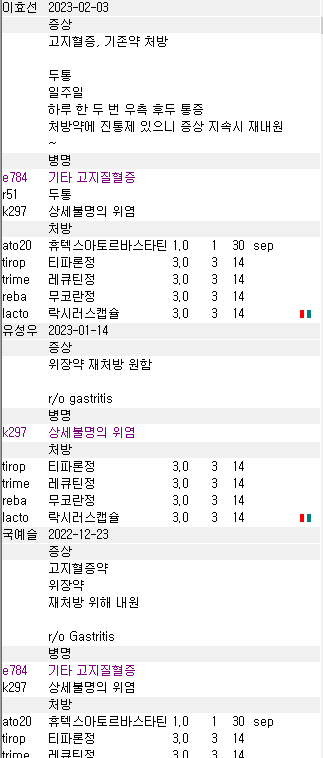 이효선 2023-02-03
증상
고지혈증, 기존약 처방
두통
일주일
하루 한 두 번 우측 후두 통증
처방약에 진통제 있으니 증상 지속시 재내원
~
병명
e784 기타 고지질혈증
r51 두통
k297 상세불명의 위염
처방
ato20 휴텍스아토르바스타틴 1.0 1 30 sep
tirop 티파론정 3.0 3 14
trime 레큐틴정 3.0 3 14
reba 무코란정 3.0 3 14
lacto 락시러스캡슐 3.0 3 14
유성우 2023-01-14
증상
위장약 재처방 원함
r/o gastritis
병명
k297 상세불명의 위염
처방
tirop 티파론정 3.0 3 14
trime 레큐틴정 3.0 3 14
reba 무코란정 3.0 3 14
lacto 락시러스캡슐 3.0 3 14
국예슬 2022-12-23
증상
고지혈증약
위장약
재처방 위해 내원
r/o Gastritis
병명
e784 기타 고지질혈증
k297 상세불명의 위염
처방
ato20 휴텍스아토르바스타틴 1.0 1 30 sep
tirop 티파론정 3.0 3 14
trime 레큐틴정 3.0 3 14